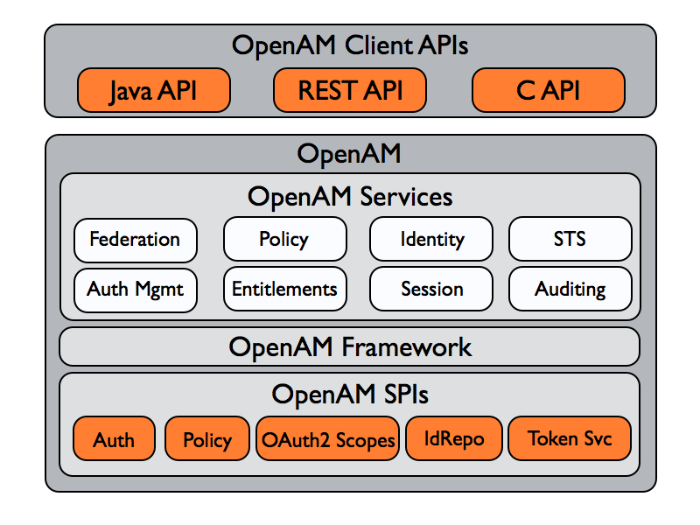 OpenAM Client APIs
Java API REST API C API
OpenAM
OpenAM Services
Federation Policy Identity STS
Auth Mgmt Entitlements Session Auditing
OpenAM Framework
OpenAM SPIs
Auth Policy OAuth2 Scopes IdRepo Token Svc